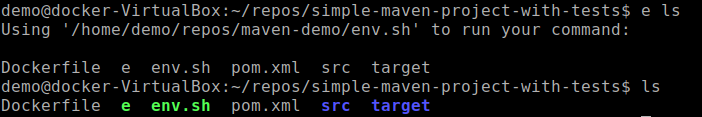 demo@docker-VirtualBox:~/repos/simple-maven-project-with-tests$ e ls
Using '/home/demo/repos/maven-demo/env.sh' to run your command:
Dockerfile  e  env.sh  pom.xml  src  target
demo@docker-VirtualBox:~/repos/simple-maven-project-with-tests$ ls
Dockerfile  e  env.sh  pom.xml  src  target